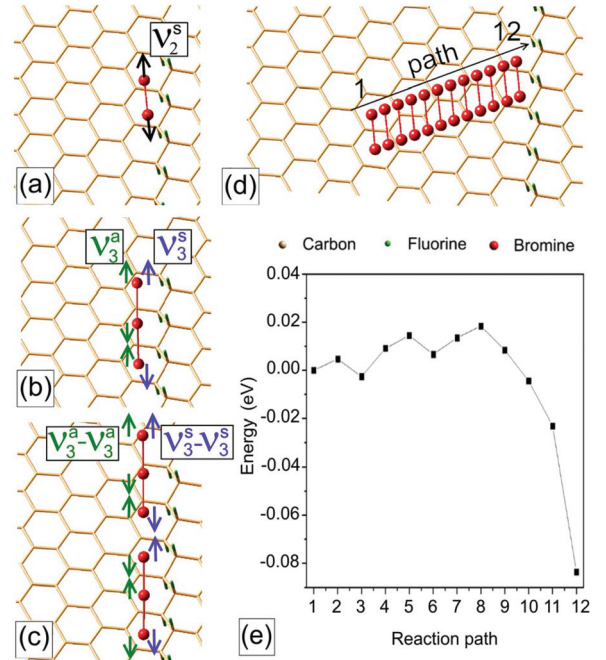 ν₂ˢ
(a)
path
1
12
(d)
ν₃ᵃ ν₃ˢ
(b)
ν₃ᵃ-ν₃ᵃ ν₃ˢ-ν₃ˢ
(c)
Carbon Fluorine Bromine
0.04
0.02
0.00
-0.02
-0.04
-0.06
-0.08
Energy (eV)
1 2 3 4 5 6 7 8 9 10 11 12
Reaction path
(e)